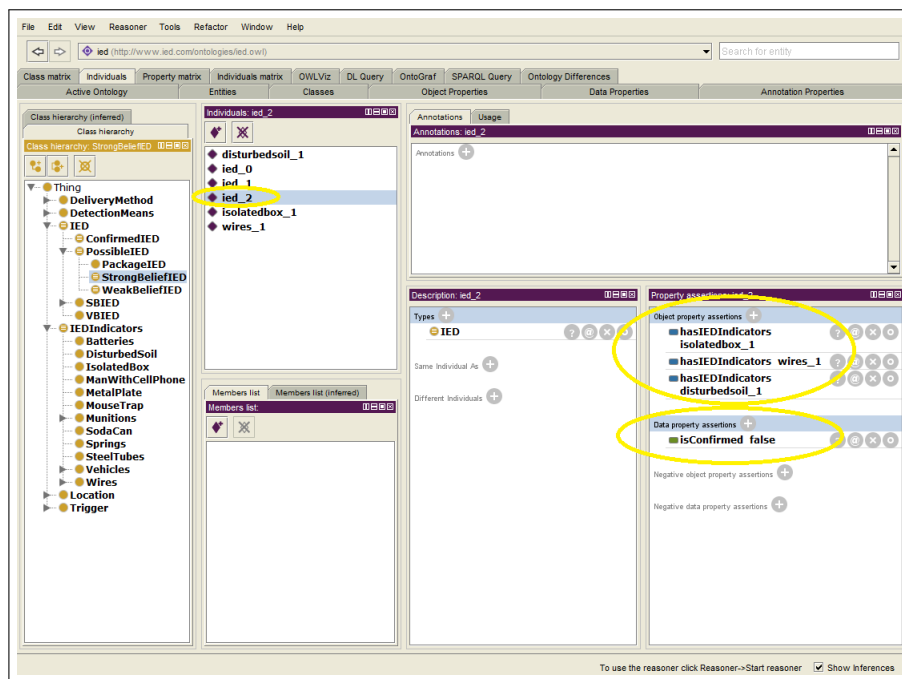 File Edit View Reasoner Tools Refactor Window Help
ied (http://www.ied.com/ontologies/ied.owl)
Search for entity
Class matrix Individuals Property matrix Individuals matrix OWLViz DL Query OntoGraf SPARQL Query Ontology Differences
Active Ontology Entities Classes Object Properties Data Properties Annotation Properties
Class hierarchy (inferred)
Class hierarchy
Class hierarchy: StrongBeliefIED
Thing
DeliveryMethod
DetectionMeans
IED
ConfirmedIED
PossibleIED
PackageIED
StrongBeliefIED
WeakBeliefIED
SBIED
VBIED
IEDIndicators
Batteries
DisturbedSoil
IsolatedBox
ManWithCellPhone
MetalPlate
MouseTrap
Munitions
SodaCan
Springs
SteelTubes
Vehicles
Wires
Location
Trigger
Individuals: ied_2
disturbedsoil_1
ied_0
ied_1
ied_2
isolatedbox_1
wires_1
Members list Members list (inferred)
Members list:
Annotations Usage
Annotations: ied_2
Annotations
Description: ied_2
Types
IED
Same Individual As
Different Individuals
Property assertions: ied_2
Object property assertions
hasIEDIndicators
isolatedbox_1
hasIEDIndicators wires_1
hasIEDIndicators
disturbedsoil_1
Data property assertions
isConfirmed false
Negative object property assertions
Negative data property assertions
To use the reasoner click Reasoner->Start reasoner Show Inferences